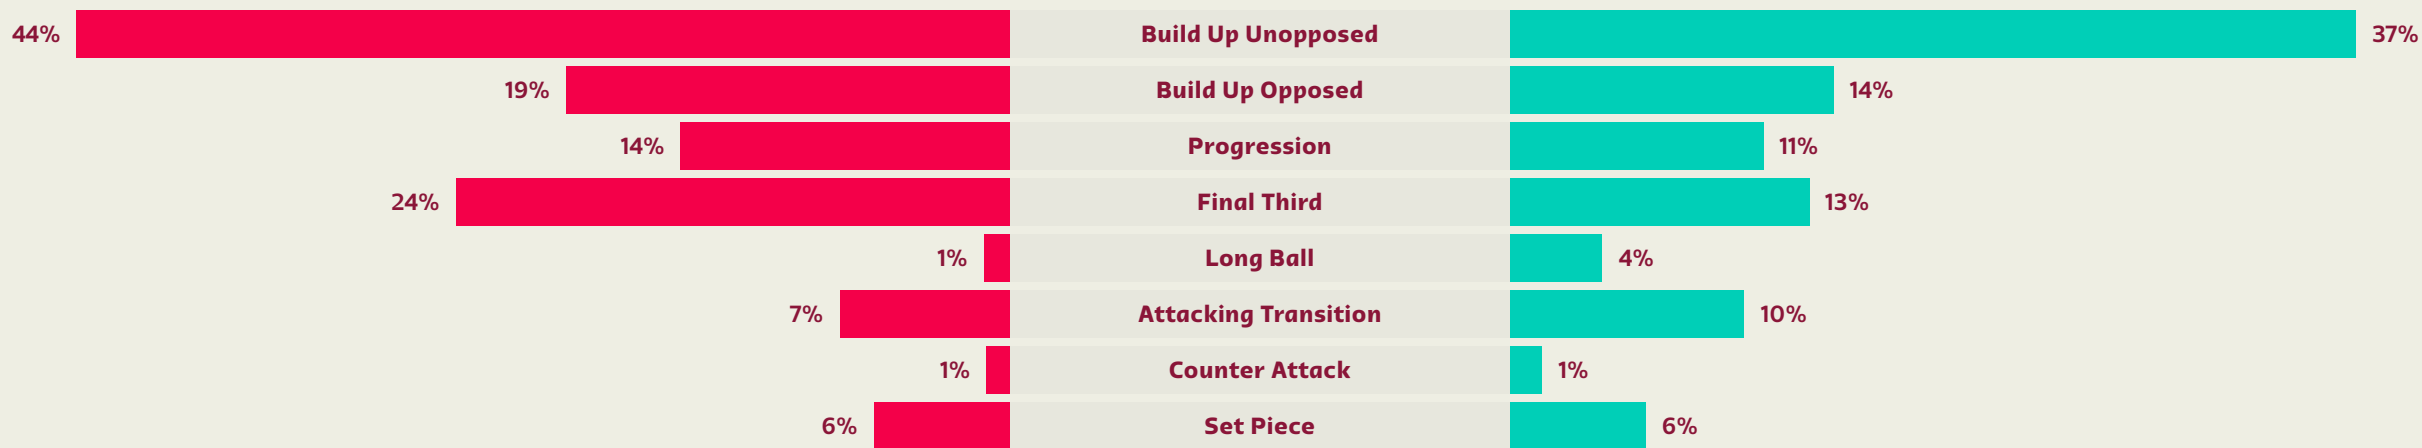 44% Build Up Unopposed 37%
19% Build Up Opposed 14%
14% Progression 11%
24% Final Third 13%
1% Long Ball 4%
7% Attacking Transition 10%
1% Counter Attack 1%
6% Set Piece 6%